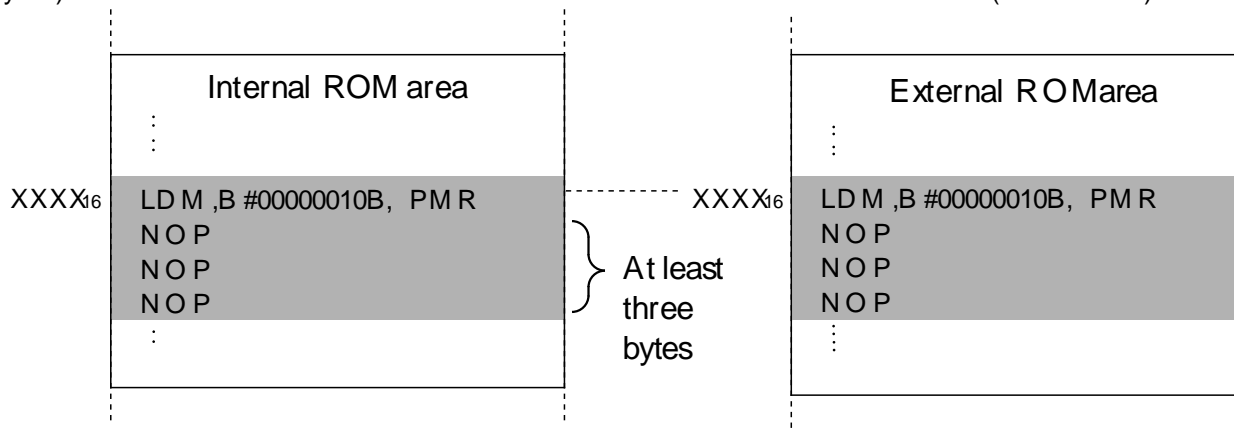 Internal ROM area
External ROMarea
XXXX16
LDM ,B #00000010B, PMR
NOP
NOP
NOP
At least
three
bytes
XXXX16
LDM ,B #00000010B, PMR
NOP
NOP
NOP